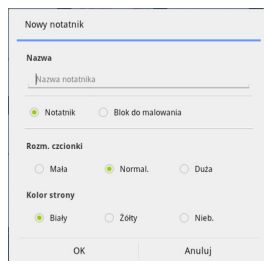 Nowy notatnik
Nazwa
Nazwa notatnika
Notatnik Blok do malowania
Rozm. czcionki
Mała Normal. Duża
Kolor strony
Biały Żółty Nieb.
OK Anuluj